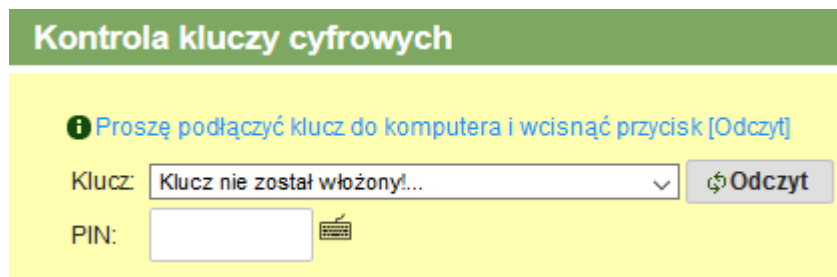 Kontrola kluczy cyfrowych
Proszę podłączyć klucz do komputera i wcisnąć przycisk [Odczyt]
Klucz: Klucz nie został włożony!... Odczyt
PIN: